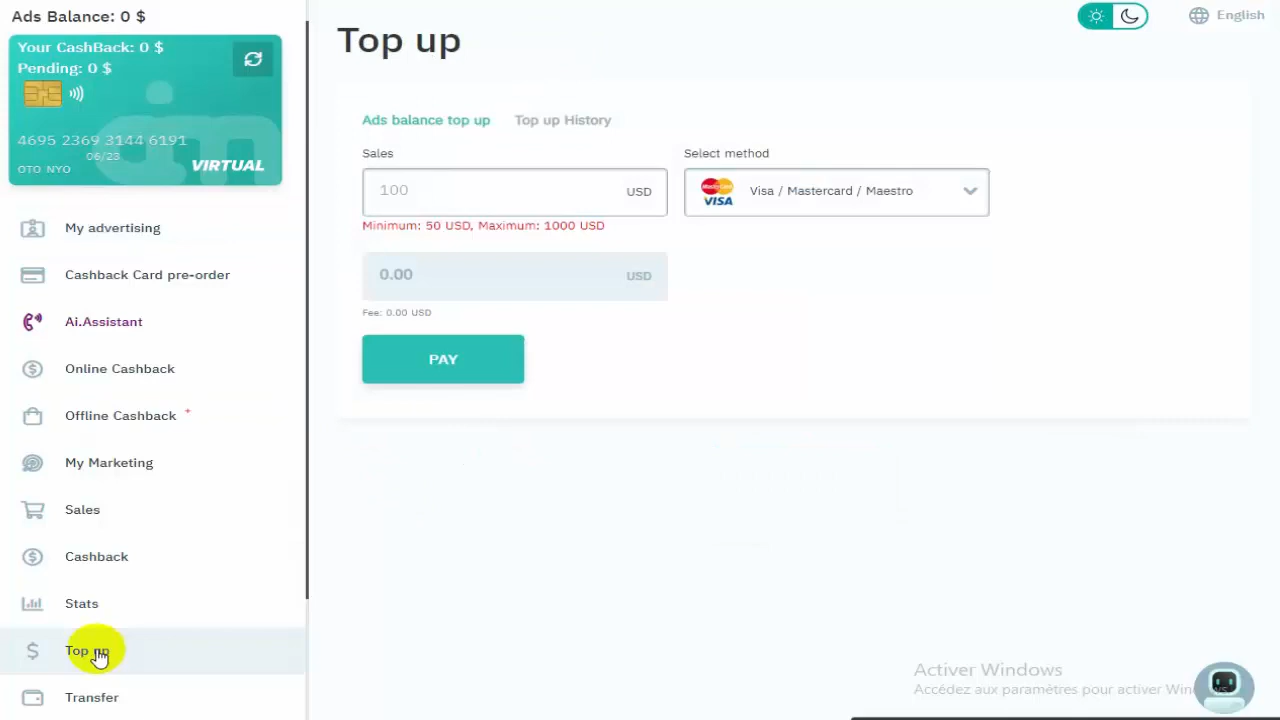 Ads Balance: 0 $
Your CashBack: 0 $
Pending: 0 $
4695 2369 3144 6191
06/23
OTO NYO
VIRTUAL
My advertising
Cashback Card pre-order
Ai.Assistant
Online Cashback
Offline Cashback *
My Marketing
Sales
Cashback
Stats
Top up
Transfer
English
Top up
Ads balance top up
Top up History
Sales
100
USD
Minimum: 50 USD, Maximum: 1000 USD
Select method
MasterCard
VISA
Visa / Mastercard / Maestro
0.00
USD
Fee: 0.00 USD
PAY
Activer Windows
Accédez aux paramètres pour activer